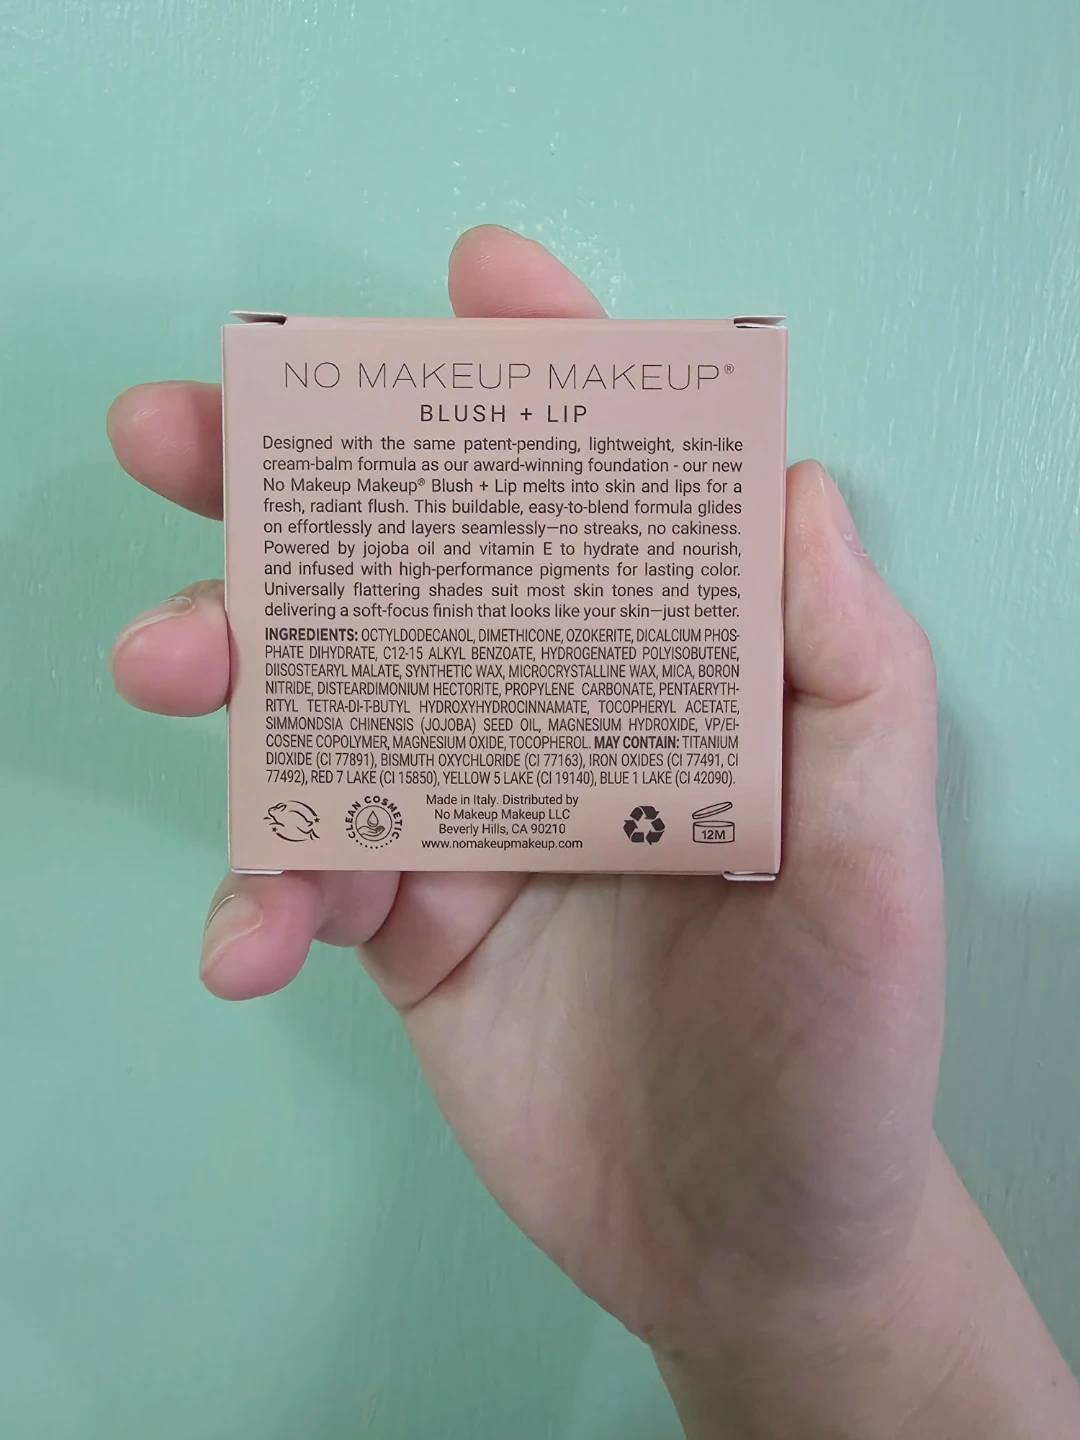 NO MAKEUP MAKEUP®
BLUSH + LIP
Designed with the same patent-pending, lightweight, skin-like
cream-balm formula as our award-winning foundation - our new
No Makeup Makeup® Blush + Lip melts into skin and lips for a
fresh, radiant flush. This buildable, easy-to-blend formula glides
on effortlessly and layers seamlessly—no streaks, no cakiness.
Powered by jojoba oil and vitamin E to hydrate and nourish,
and infused with high-performance pigments for lasting color.
Universally flattering shades suit most skin tones and types,
delivering a soft-focus finish that looks like your skin—just better.
INGREDIENTS: OCTYLDODECANOL, DIMETHICONE, OZOKERITE, DICALCIUM PHOS-
PHATE DIHYDRATE, C12-15 ALKYL BENZOATE, HYDROGENATED POLYISOBUTENE,
DIISOSTEARYL MALATE, SYNTHETIC WAX, MICROCRYSTALLINE WAX, MICA, BORON
NITRIDE, DISTEARDIMONIUM HECTORITE, PROPYLENE CARBONATE, PENTAERYTH-
RITYL TETRA-DI-T-BUTYL HYDROXYHYDROCINNAMATE, TOCOPHERYL ACETATE,
SIMMONDSIA CHINENSIS (JOJOBA) SEED OIL, MAGNESIUM HYDROXIDE, VP/EI-
COSENE COPOLYMER, MAGNESIUM OXIDE, TOCOPHEROL. MAY CONTAIN: TITANIUM
DIOXIDE (CI 77891), BISMUTH OXYCHLORIDE (CI 77163), IRON OXIDES (CI 77491, CI
77492), RED 7 LAKE (CI 15850), YELLOW 5 LAKE (CI 19140), BLUE 1 LAKE (CI 42090).
CLEAN COSMETIC
Made in Italy. Distributed by
No Makeup Makeup LLC
Beverly Hills, CA 90210
www.nomakeupmakeup.com
12M